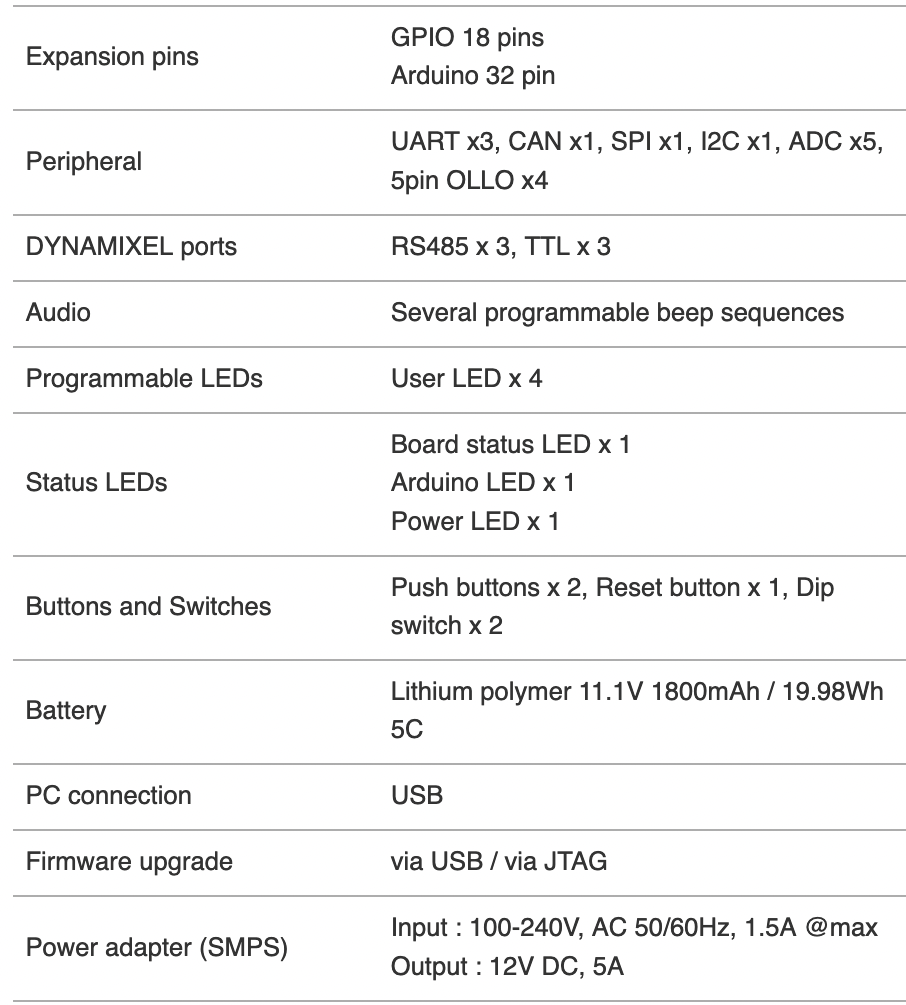 Expansion pins
GPIO 18 pins
Arduino 32 pin
Peripheral
UART x3, CAN x1, SPI x1, I2C x1, ADC x5,
5pin OLLO x4
DYNAMIXEL ports
RS485 x 3, TTL x 3
Audio
Several programmable beep sequences
Programmable LEDs
User LED x 4
Status LEDs
Board status LED x 1
Arduino LED x 1
Power LED x 1
Buttons and Switches
Push buttons x 2, Reset button x 1, Dip
switch x 2
Battery
Lithium polymer 11.1V 1800mAh / 19.98Wh
5C
PC connection
USB
Firmware upgrade
via USB / via JTAG
Power adapter (SMPS)
Input : 100-240V, AC 50/60Hz, 1.5A @max
Output : 12V DC, 5A